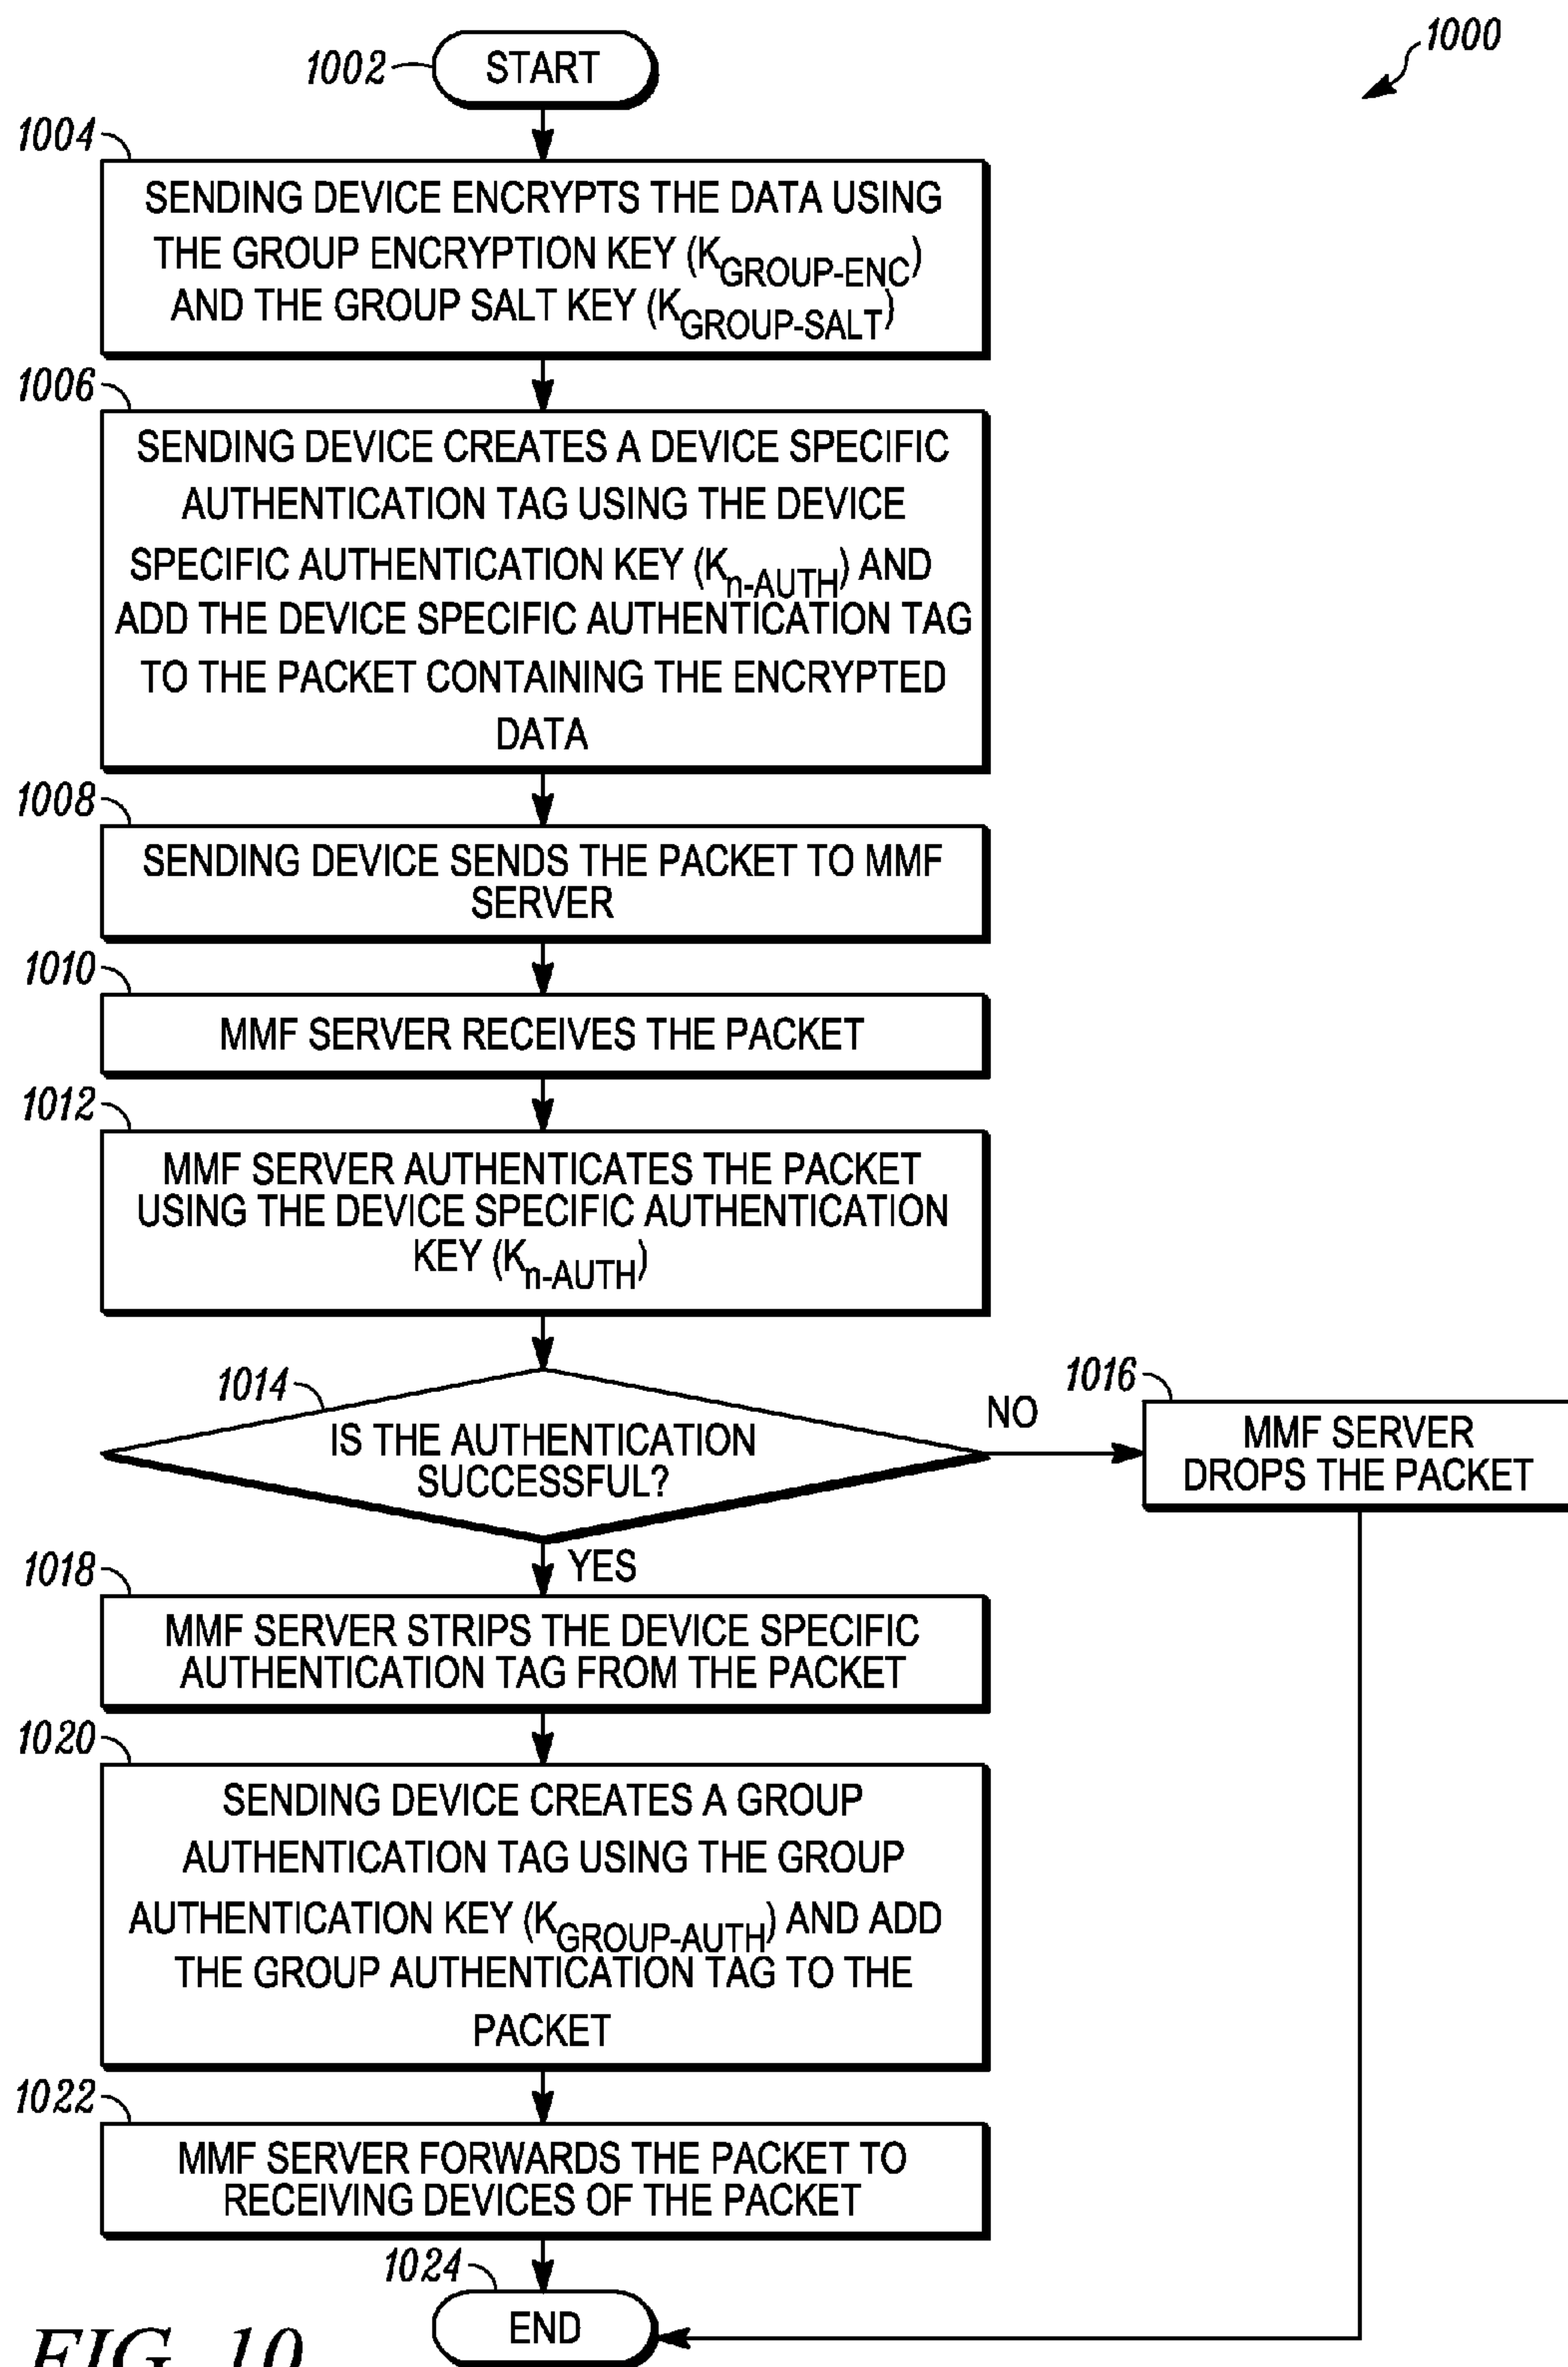 1000
1002
START
1004
SENDING DEVICE ENCRYPTS THE DATA USING
THE GROUP ENCRYPTION KEY (KGROUP-ENC)
AND THE GROUP SALT KEY (KGROUP-SALT)
1006
SENDING DEVICE CREATES A DEVICE SPECIFIC
AUTHENTICATION TAG USING THE DEVICE
SPECIFIC AUTHENTICATION KEY (Kn-AUTH) AND
ADD THE DEVICE SPECIFIC AUTHENTICATION TAG
TO THE PACKET CONTAINING THE ENCRYPTED
DATA
1008
SENDING DEVICE SENDS THE PACKET TO MMF
SERVER
1010
MMF SERVER RECEIVES THE PACKET
1012
MMF SERVER AUTHENTICATES THE PACKET
USING THE DEVICE SPECIFIC AUTHENTICATION
KEY (Kn-AUTH)
1014
IS THE AUTHENTICATION
SUCCESSFUL?
NO
1016
MMF SERVER
DROPS THE PACKET
YES
1018
MMF SERVER STRIPS THE DEVICE SPECIFIC
AUTHENTICATION TAG FROM THE PACKET
1020
SENDING DEVICE CREATES A GROUP
AUTHENTICATION TAG USING THE GROUP
AUTHENTICATION KEY (KGROUP-AUTH) AND ADD
THE GROUP AUTHENTICATION TAG TO THE
PACKET
1022
MMF SERVER FORWARDS THE PACKET TO
RECEIVING DEVICES OF THE PACKET
1024
END
FIG. 10